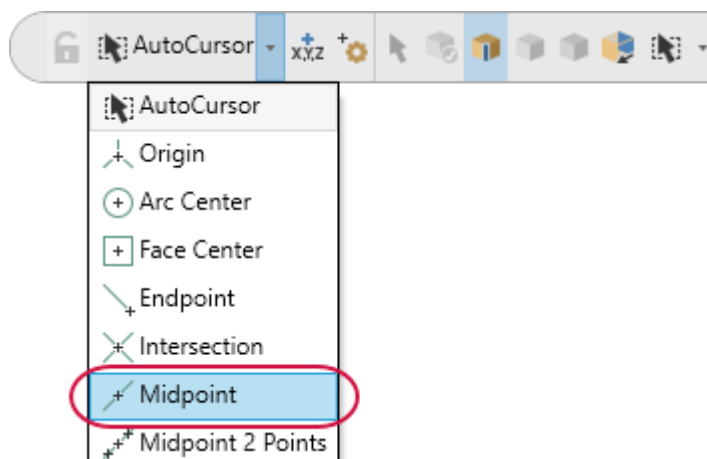 AutoCursor X,Y,Z
AutoCursor
Origin
Arc Center
Face Center
Endpoint
Intersection
Midpoint
Midpoint 2 Points